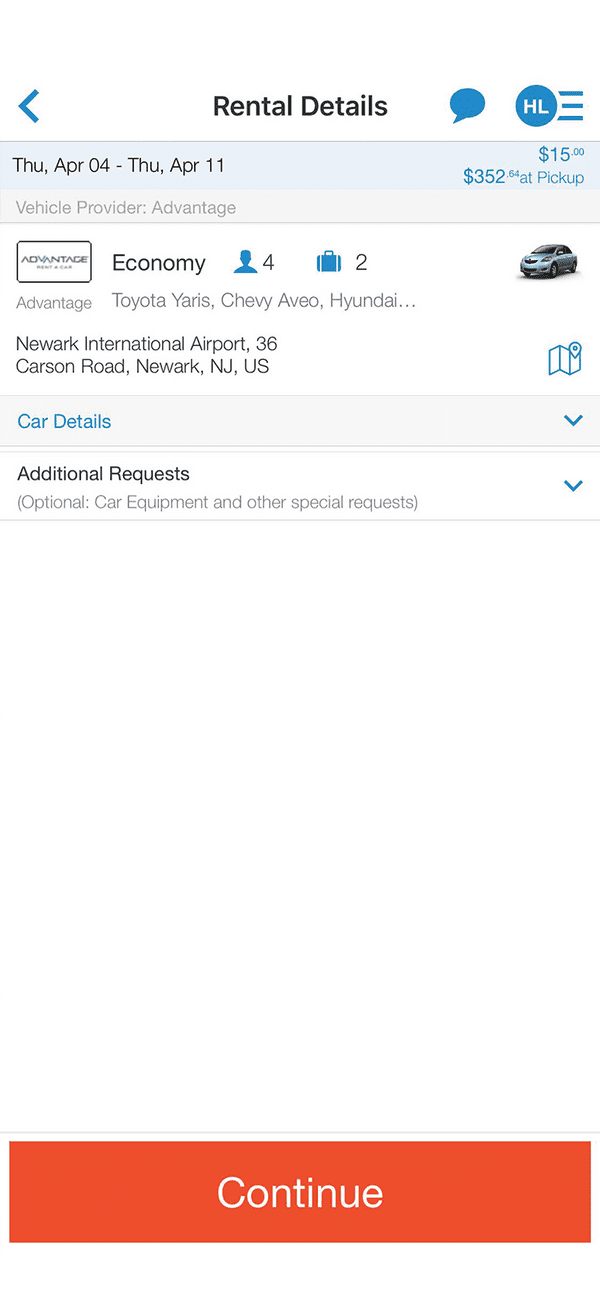 Rental Details
HL
Thu, Apr 04 - Thu, Apr 11
$15.00
$352.64at Pickup
Vehicle Provider: Advantage
ADVANTAGE
RENT A CAR
Economy
4
2
Advantage
Toyota Yaris, Chevy Aveo, Hyundai…
Newark International Airport, 36
Carson Road, Newark, NJ, US
Car Details
Additional Requests
(Optional: Car Equipment and other special requests)
Continue